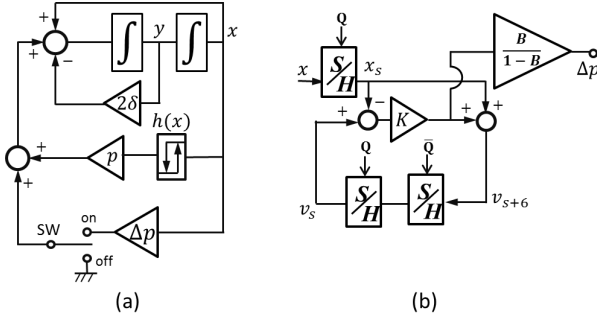 +
+
−
∫
y
∫
x
2δ
h(x)
+
p
+
SW
on
Δp
off
(a)
Q
x
S/H
x_s
B
1 − B
Δp
−
+
K
+
+
Q
Q̄
S/H
S/H
v_s
v_{s+6}
(b)